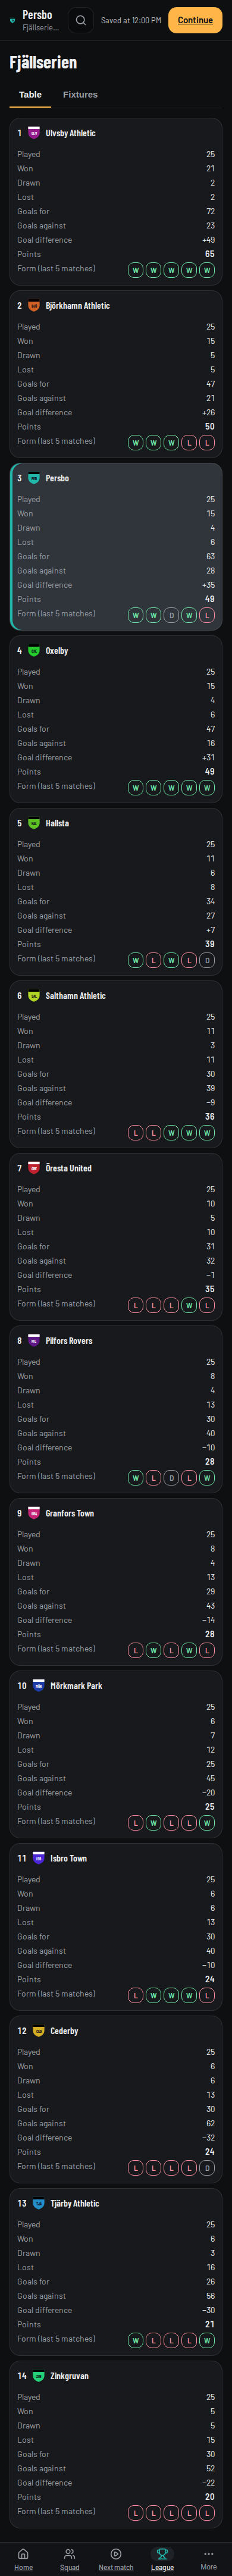 Persbo
Fjällserie...
Saved at 12:00 PM
Continue
Fjällserien
Table
Fixtures
1 Ulvsby Athletic
Played 25
Won 21
Drawn 2
Lost 2
Goals for 72
Goals against 23
Goal difference +49
Points 65
Form (last 5 matches) W W W W W
2 Björkhamn Athletic
Played 25
Won 15
Drawn 5
Lost 5
Goals for 47
Goals against 21
Goal difference +26
Points 50
Form (last 5 matches) W W W L L
3 Persbo
Played 25
Won 15
Drawn 4
Lost 6
Goals for 63
Goals against 28
Goal difference +35
Points 49
Form (last 5 matches) W W D W L
4 Oxelby
Played 25
Won 15
Drawn 4
Lost 6
Goals for 47
Goals against 16
Goal difference +31
Points 49
Form (last 5 matches) W W W W W
5 Hallsta
Played 25
Won 11
Drawn 6
Lost 8
Goals for 34
Goals against 27
Goal difference +7
Points 39
Form (last 5 matches) W L W L D
6 Salthamn Athletic
Played 25
Won 11
Drawn 3
Lost 11
Goals for 30
Goals against 39
Goal difference −9
Points 36
Form (last 5 matches) L L W W W
7 Öresta United
Played 25
Won 10
Drawn 5
Lost 10
Goals for 31
Goals against 32
Goal difference −1
Points 35
Form (last 5 matches) L L L W L
8 Pilfors Rovers
Played 25
Won 8
Drawn 4
Lost 13
Goals for 30
Goals against 40
Goal difference −10
Points 28
Form (last 5 matches) W L D L W
9 Granfors Town
Played 25
Won 8
Drawn 4
Lost 13
Goals for 29
Goals against 43
Goal difference −14
Points 28
Form (last 5 matches) L W L W L
10 Mörkmark Park
Played 25
Won 6
Drawn 7
Lost 12
Goals for 25
Goals against 45
Goal difference −20
Points 25
Form (last 5 matches) L W L L W
11 Isbro Town
Played 25
Won 6
Drawn 6
Lost 13
Goals for 30
Goals against 40
Goal difference −10
Points 24
Form (last 5 matches) L W W W L
12 Cederby
Played 25
Won 6
Drawn 6
Lost 13
Goals for 30
Goals against 62
Goal difference −32
Points 24
Form (last 5 matches) L L L L D
13 Tjärby Athletic
Played 25
Won 6
Drawn 3
Lost 16
Goals for 26
Goals against 56
Goal difference −30
Points 21
Form (last 5 matches) W L L L W
14 Zinkgruvan
Played 25
Won 5
Drawn 5
Lost 15
Goals for 30
Goals against 52
Goal difference −22
Points 20
Form (last 5 matches) L L L L L
Home
Squad
Next match
League
More